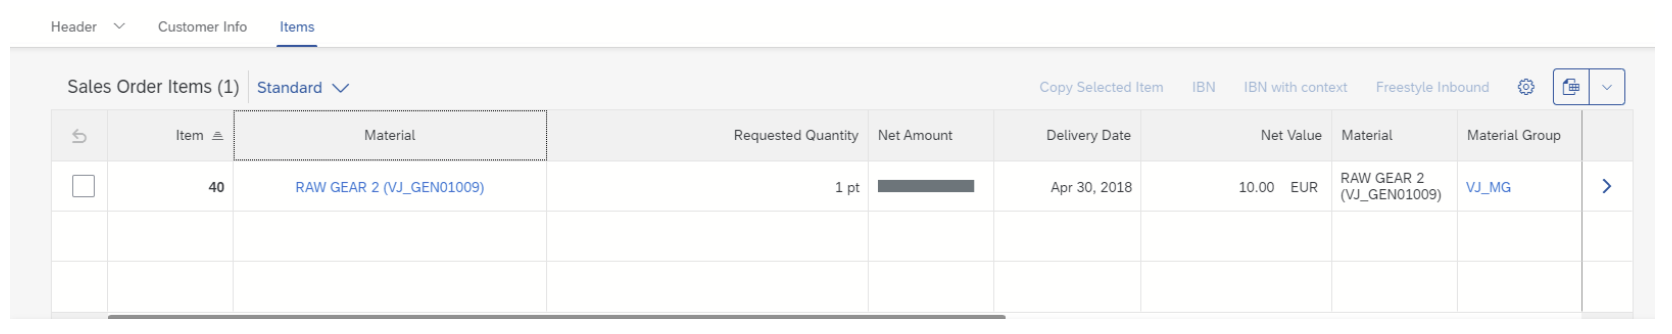 Header Customer Info Items
Sales Order Items (1) Standard Copy Selected Item IBN IBN with context Freestyle Inbound
Item Material Requested Quantity Net Amount Delivery Date Net Value Material Material Group
40 RAW GEAR 2 (VJ_GEN01009) 1 pt Apr 30, 2018 10.00 EUR RAW GEAR 2 VJ_MG
(VJ_GEN01009)